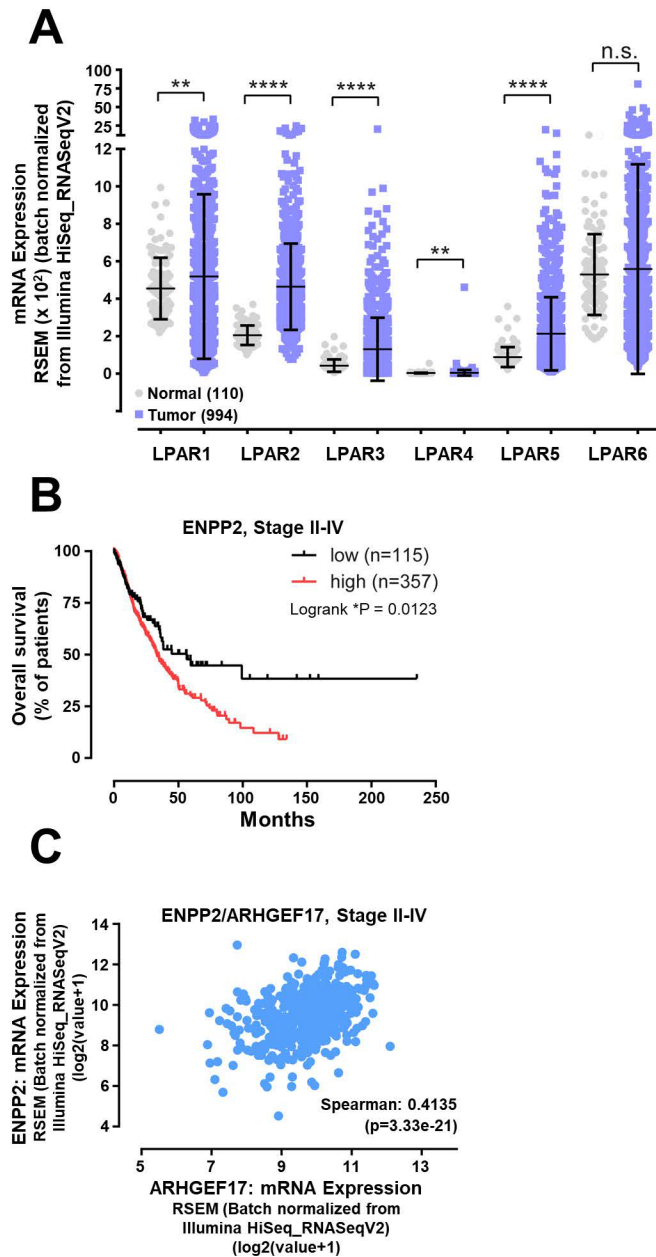 A
mRNA Expression
RSEM (x 10²) (batch normalized
from Illumina HiSeq_RNASeqV2)
100
75
50
25
12
10
8
6
4
2
0
**
****
****
**
****
n.s.
Normal (110)
Tumor (994)
LPAR1 LPAR2 LPAR3 LPAR4 LPAR5 LPAR6
B
ENPP2, Stage II-IV
low (n=115)
high (n=357)
Logrank *P = 0.0123
Overall survival
(% of patients)
100
75
50
25
0
0 50 100 150 200 250
Months
C
ENPP2/ARHGEF17, Stage II-IV
ENPP2: mRNA Expression
RSEM (Batch normalized from
Illumina HiSeq_RNASeqV2)
(log2(value+1)
14
12
10
8
6
4
Spearman: 0.4135
(p=3.33e-21)
5 7 9 11 13
ARHGEF17: mRNA Expression
RSEM (Batch normalized from
Illumina HiSeq_RNASeqV2)
(log2(value+1)